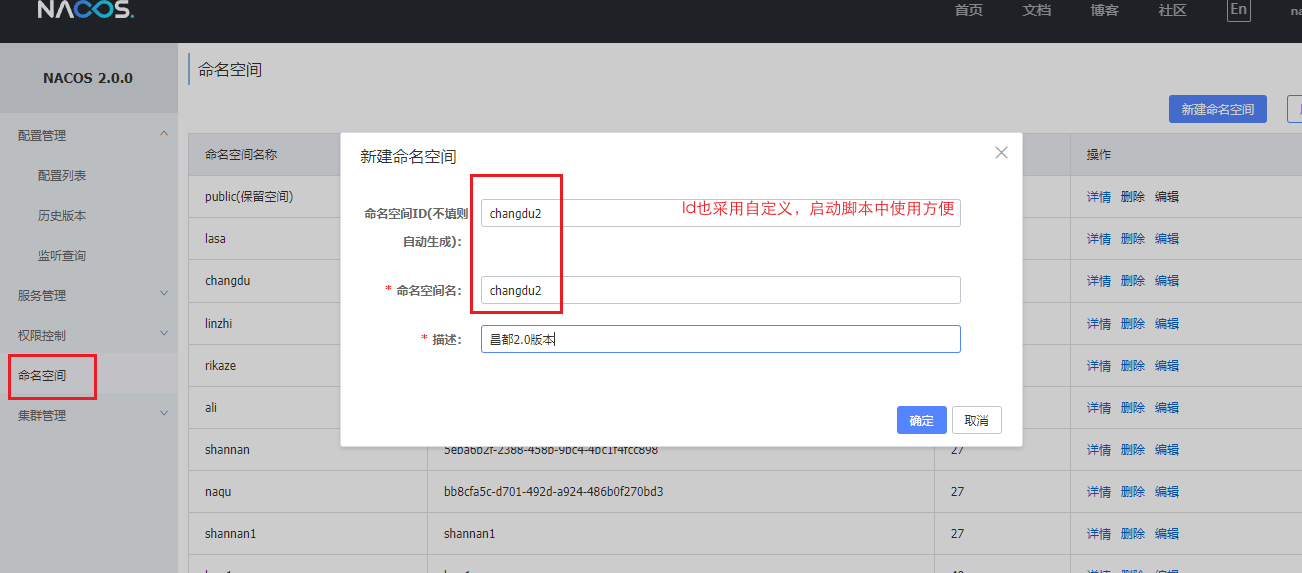 NACOS.
首页 文档 博客 社区 En na
NACOS 2.0.0
命名空间
新建命名空间
配置管理
配置列表
历史版本
监听查询
服务管理
权限控制
命名空间
集群管理
命名空间名称 操作
public(保留空间) 详情 删除 编辑
lasa 详情 删除 编辑
changdu 详情 删除 编辑
linzhi 详情 删除 编辑
rikaze 详情 删除 编辑
ali 详情 删除 编辑
shannan 5eba6b2f-2388-458b-9bc4-4bc1f4fcc898 27 详情 删除 编辑
naqu bb8cfa5c-d701-492d-a924-486b0f270bd3 27 详情 删除 编辑
shannan1 shannan1 27 详情 删除 编辑
详情 删除 编辑
新建命名空间
命名空间ID(不填则
自动生成):
changdu2
Id也采用自定义，启动脚本中使用方便
* 命名空间名: changdu2
* 描述: 昌都2.0版本
确定 取消